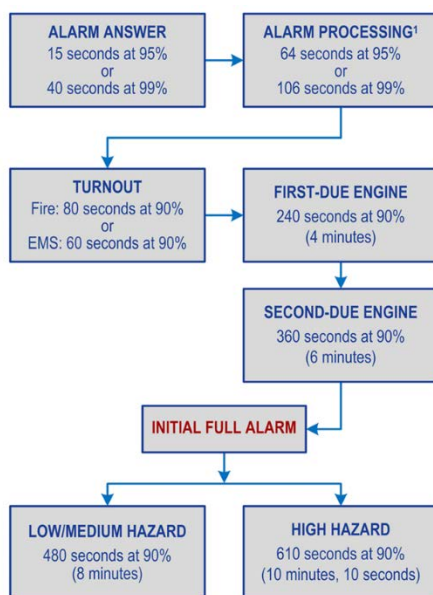 ALARM ANSWER
15 seconds at 95%
or
40 seconds at 99%
ALARM PROCESSING¹
64 seconds at 95%
or
106 seconds at 99%
TURNOUT
Fire: 80 seconds at 90%
or
EMS: 60 seconds at 90%
FIRST-DUE ENGINE
240 seconds at 90%
(4 minutes)
SECOND-DUE ENGINE
360 seconds at 90%
(6 minutes)
INITIAL FULL ALARM
LOW/MEDIUM HAZARD
480 seconds at 90%
(8 minutes)
HIGH HAZARD
610 seconds at 90%
(10 minutes, 10 seconds)